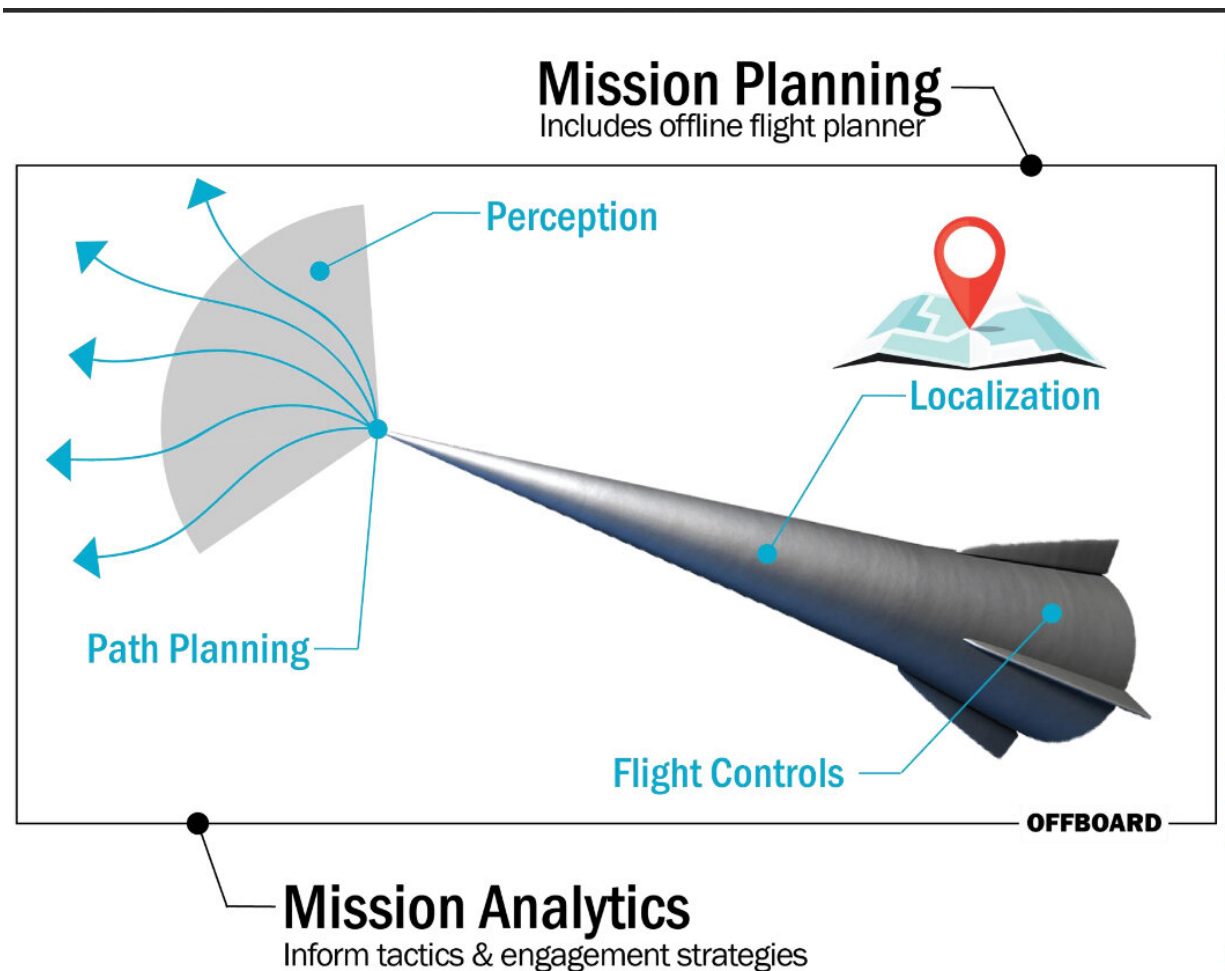 Mission Planning
Includes offline flight planner
Perception
Localization
Path Planning
Flight Controls
OFFBOARD
Mission Analytics
Inform tactics & engagement strategies